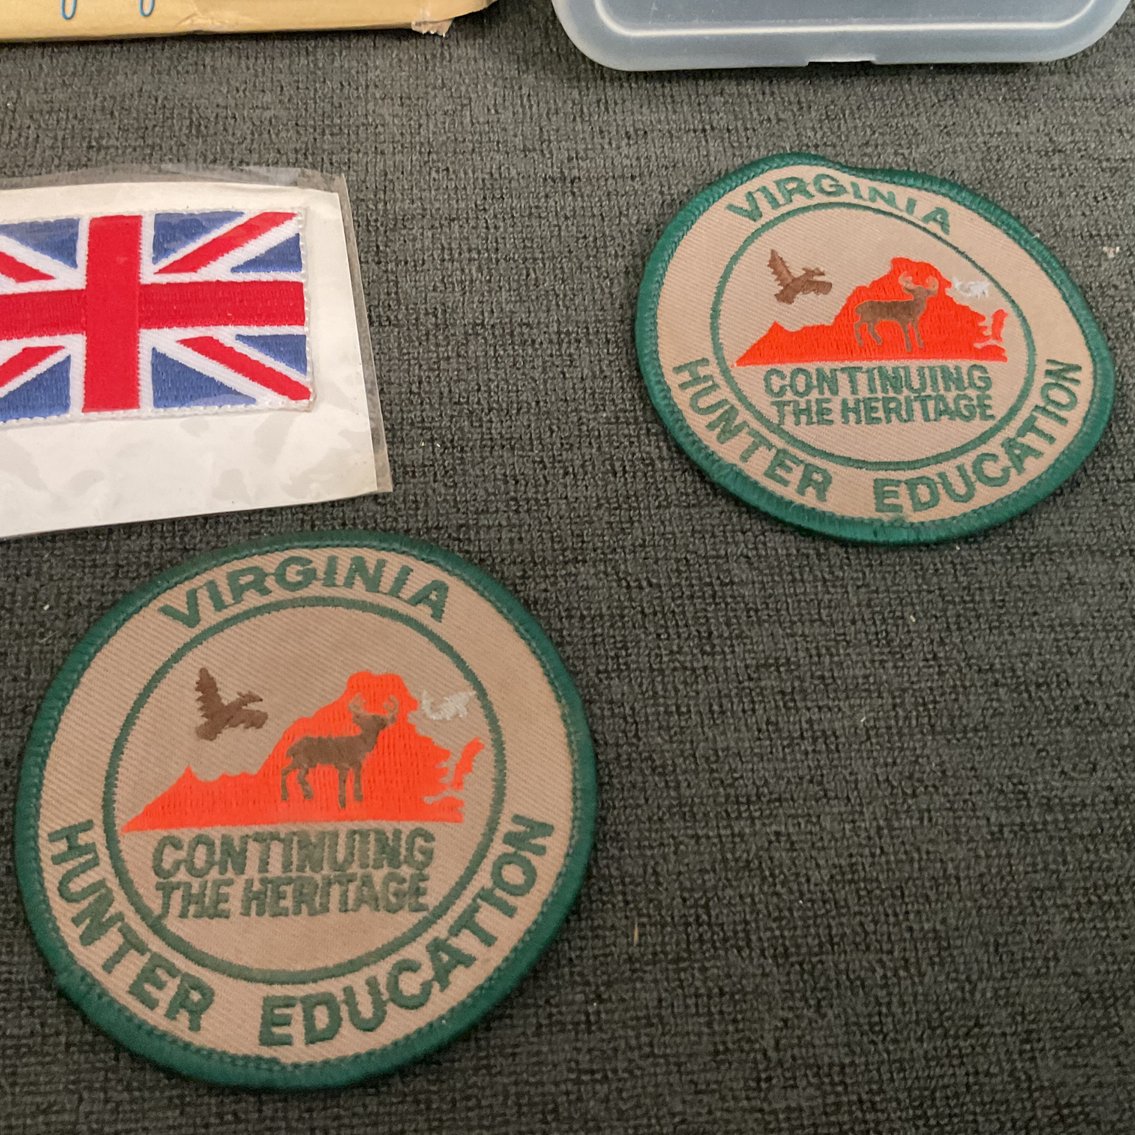 VIRGINIA
CONTINUING
THE HERITAGE
HUNTER EDUCATION
VIRGINIA
CONTINUING
THE HERITAGE
HUNTER EDUCATION